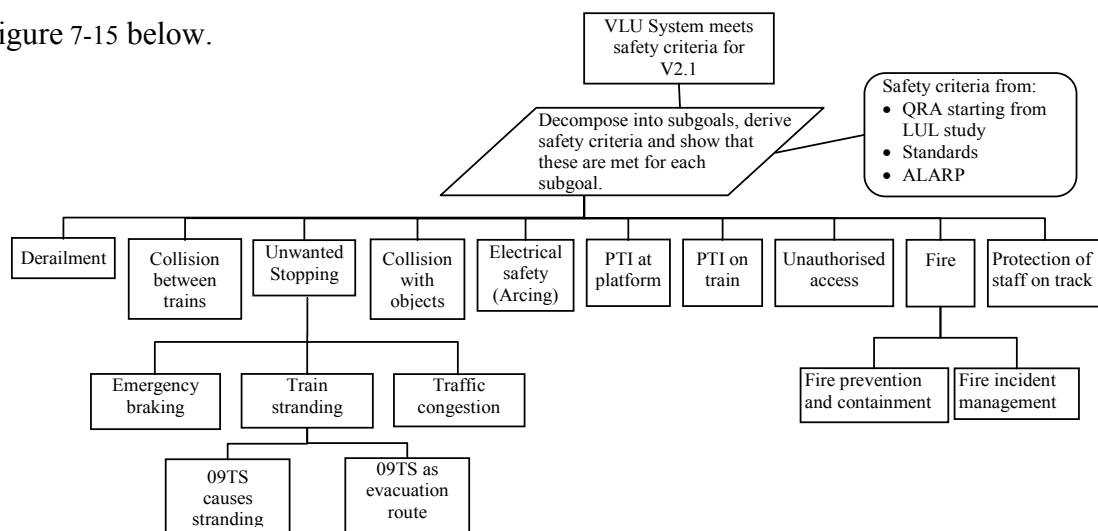 igure 7-15 below.
VLU System meets
safety criteria for
V2.1
Safety criteria from:
• QRA starting from
LUL study
• Standards
• ALARP
Decompose into subgoals, derive
safety criteria and show that
these are met for each
subgoal.
Derailment
Collision
between
trains
Unwanted
Stopping
Collision
with
objects
Electrical
safety
(Arcing)
PTI at
platform
PTI on
train
Unauthorised
access
Fire
Protection of
staff on track
Emergency
braking
Train
stranding
Traffic
congestion
Fire prevention
and containment
Fire incident
management
09TS
causes
stranding
09TS as
evacuation
route